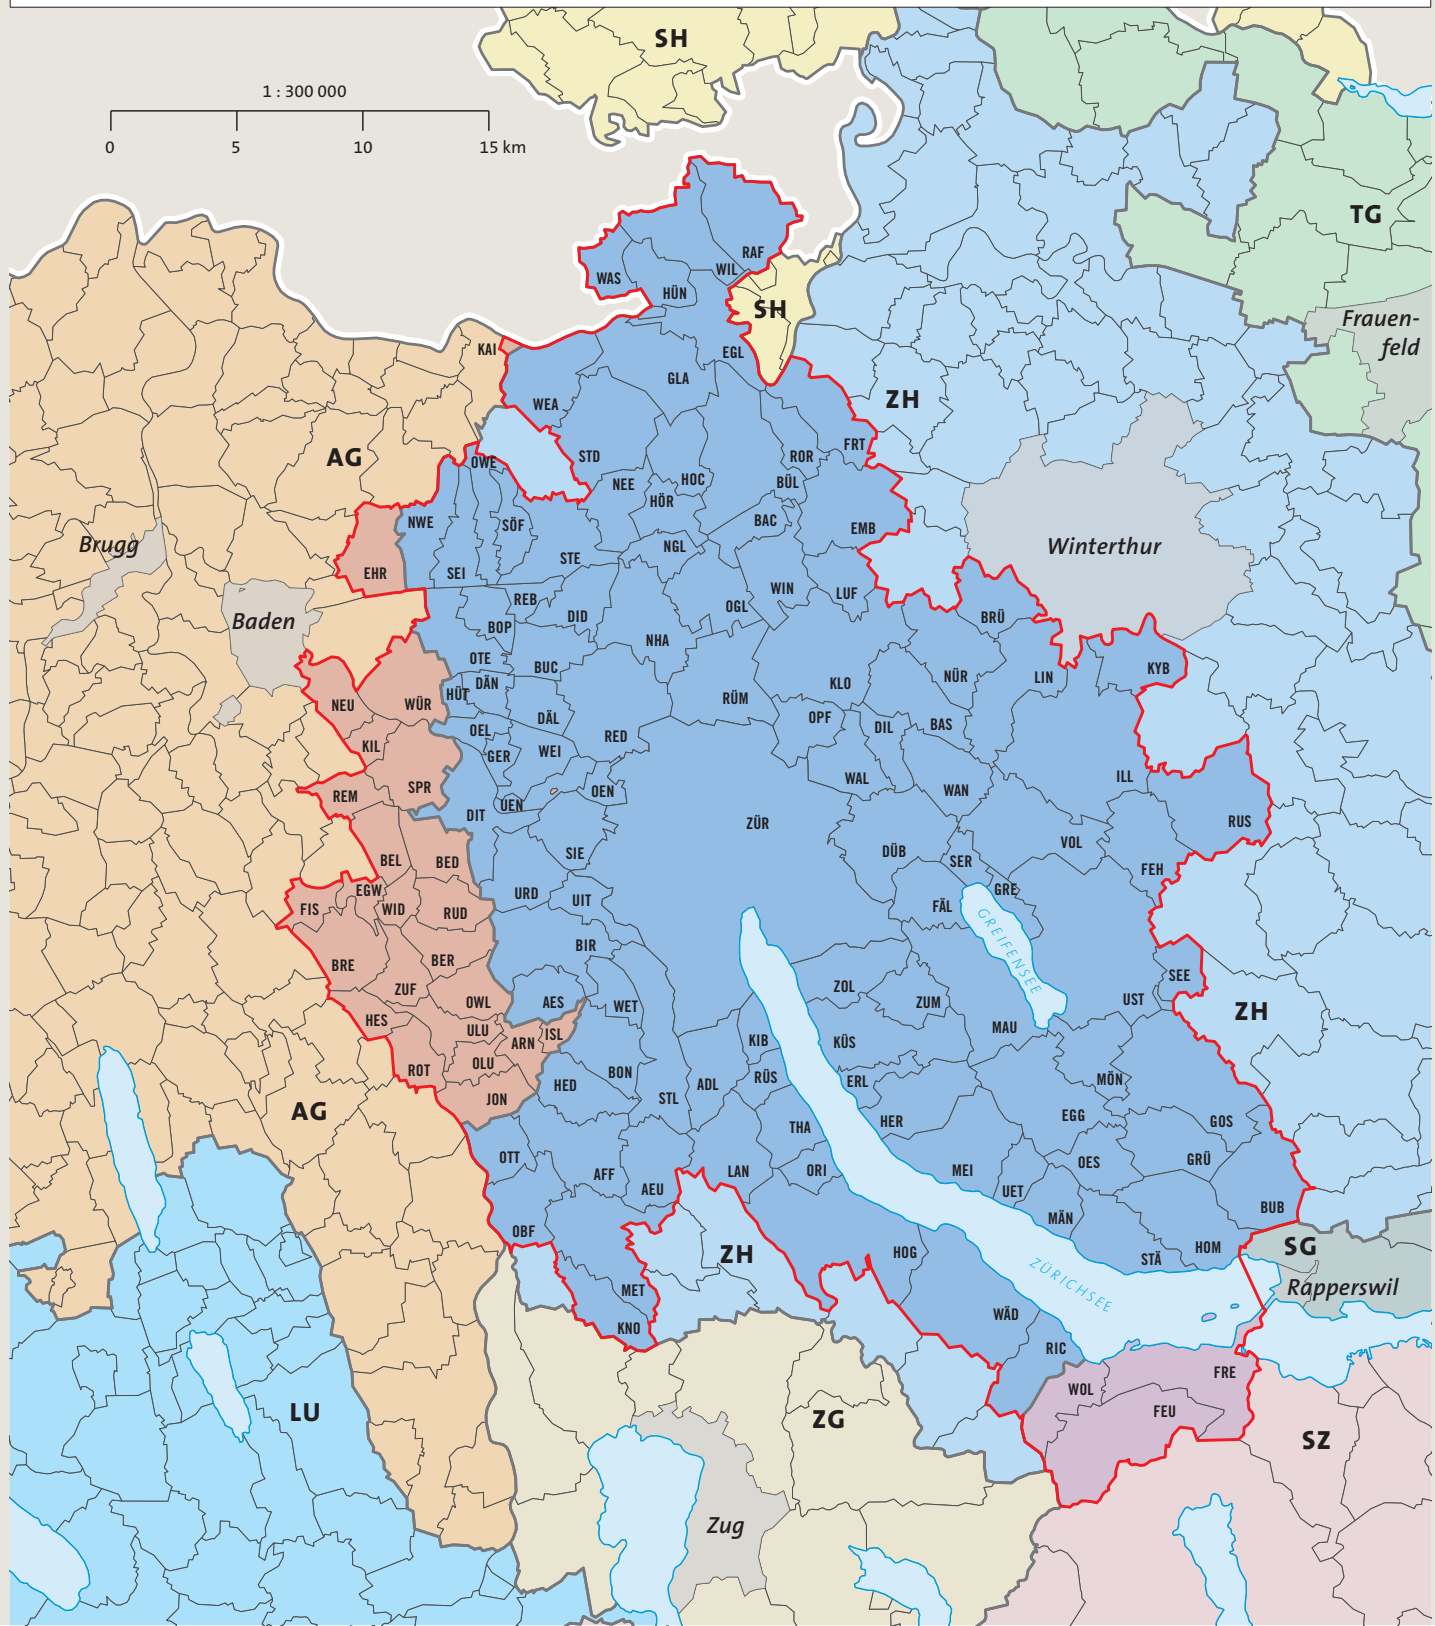 SH
1 : 300 000
0 5 10 15 km
TG
RAF
WIL
WAS
HÜN
SH
Frauen-
feld
KAI
EGL
GLA
ZH
WEA
AG
FRT
STD
ROR
OWE
NEE
HOC
BÜL
HÖR
NWE
SÖF
BAC
EMB
Brugg
NGL
Winterthur
STE
EHR
SEI
WIN
LUF
REB
OGL
Baden
DID
BRÜ
BOP
NHA
OTE
BUC
KYB
DÄN
NÜR
LIN
HÜT
KLO
NEU
WÜR
RÜM
DÄL
OPF
DIL
BAS
OEL
RED
KIL
GER
WEI
ILL
WAL
SPR
WAN
REM
OEN
UEN
DIT
ZÜR
RUS
VOL
SIE
DÜB
SER
BEL
BED
FEH
EGW
GRE
URD
UIT
FIS
WID
RUD
FÄL
GREIFENSEE
BIR
BRE
BER
SEE
ZUF
ZOL
OWL
AES
WET
ZUM
UST
ZH
HES
ULU
ISL
MAU
ARN
KIB
KÜS
OLU
ROT
BON
RÜS
ERL
MÖN
HED
ADL
JON
STL
AG
EGG
HER
GOS
THA
OTT
GRÜ
OES
AFF
LAN
ORI
MEI
AEU
UET
BUB
MÄN
OBF
HOM
SG
ZH
HOG
STÄ
ZÜRICHSEE
Rapperswil
MET
WÄD
KNO
RIC
FRE
WOL
LU
ZG
FEU
SZ
Zug